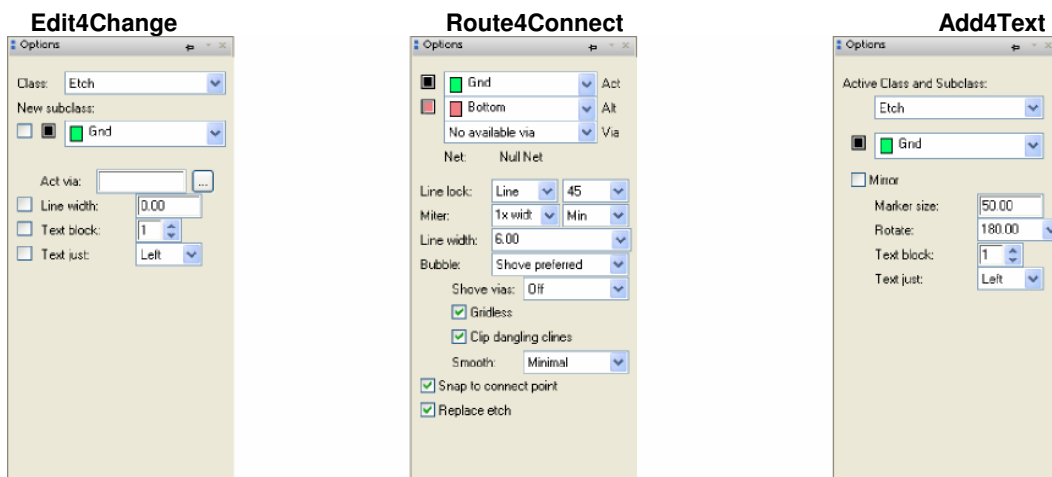 Edit4Change
Options
Class: Etch
New subclass:
Gnd
Act via: ...
Line width: 0.00
Text block: 1
Text just: Left
Route4Connect
Options
Gnd Act
Bottom Alt
No available via Via
Net: Null Net
Line lock: Line 45
Miter: 1x widt Min
Line width: 6.00
Bubble: Shove preferred
Shove vias: Off
Gridless
Clip dangling clines
Smooth: Minimal
Snap to connect point
Replace etch
Add4Text
Options
Active Class and Subclass:
Etch
Gnd
Mirror
Marker size: 50.00
Rotate: 180.00
Text block: 1
Text just: Left